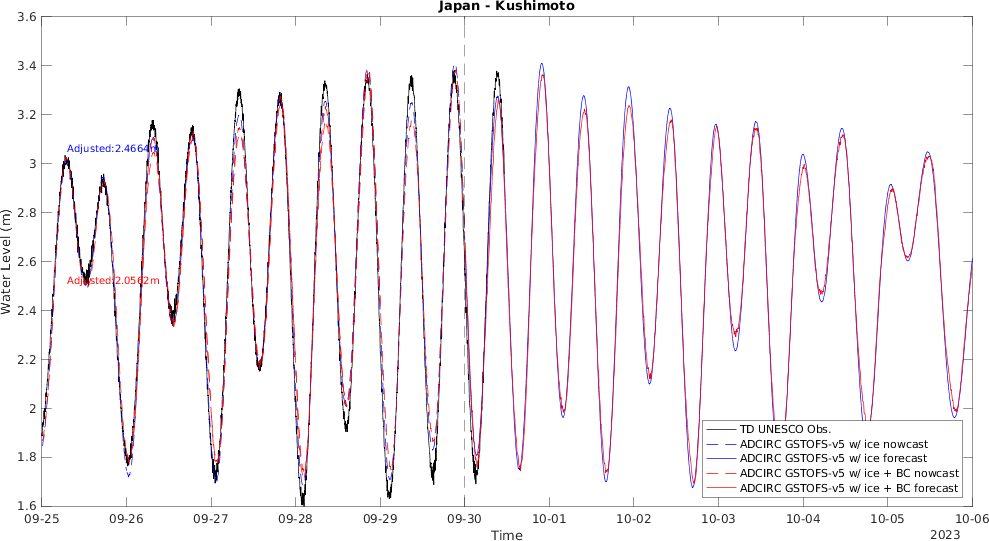 Japan - Kushimoto
3.6
3.4
3.2
3
2.8
2.6
2.4
2.2
2
1.8
1.6
Water Level (m)
Adjusted:2.4664m
Adjusted:2.0562m
TD UNESCO Obs.
ADCIRC GSTOFS-v5 w/ ice nowcast
ADCIRC GSTOFS-v5 w/ ice forecast
ADCIRC GSTOFS-v5 w/ ice + BC nowcast
ADCIRC GSTOFS-v5 w/ ice + BC forecast
09-25 09-26 09-27 09-28 09-29 09-30 10-01 10-02 10-03 10-04 10-05 10-06
Time
2023